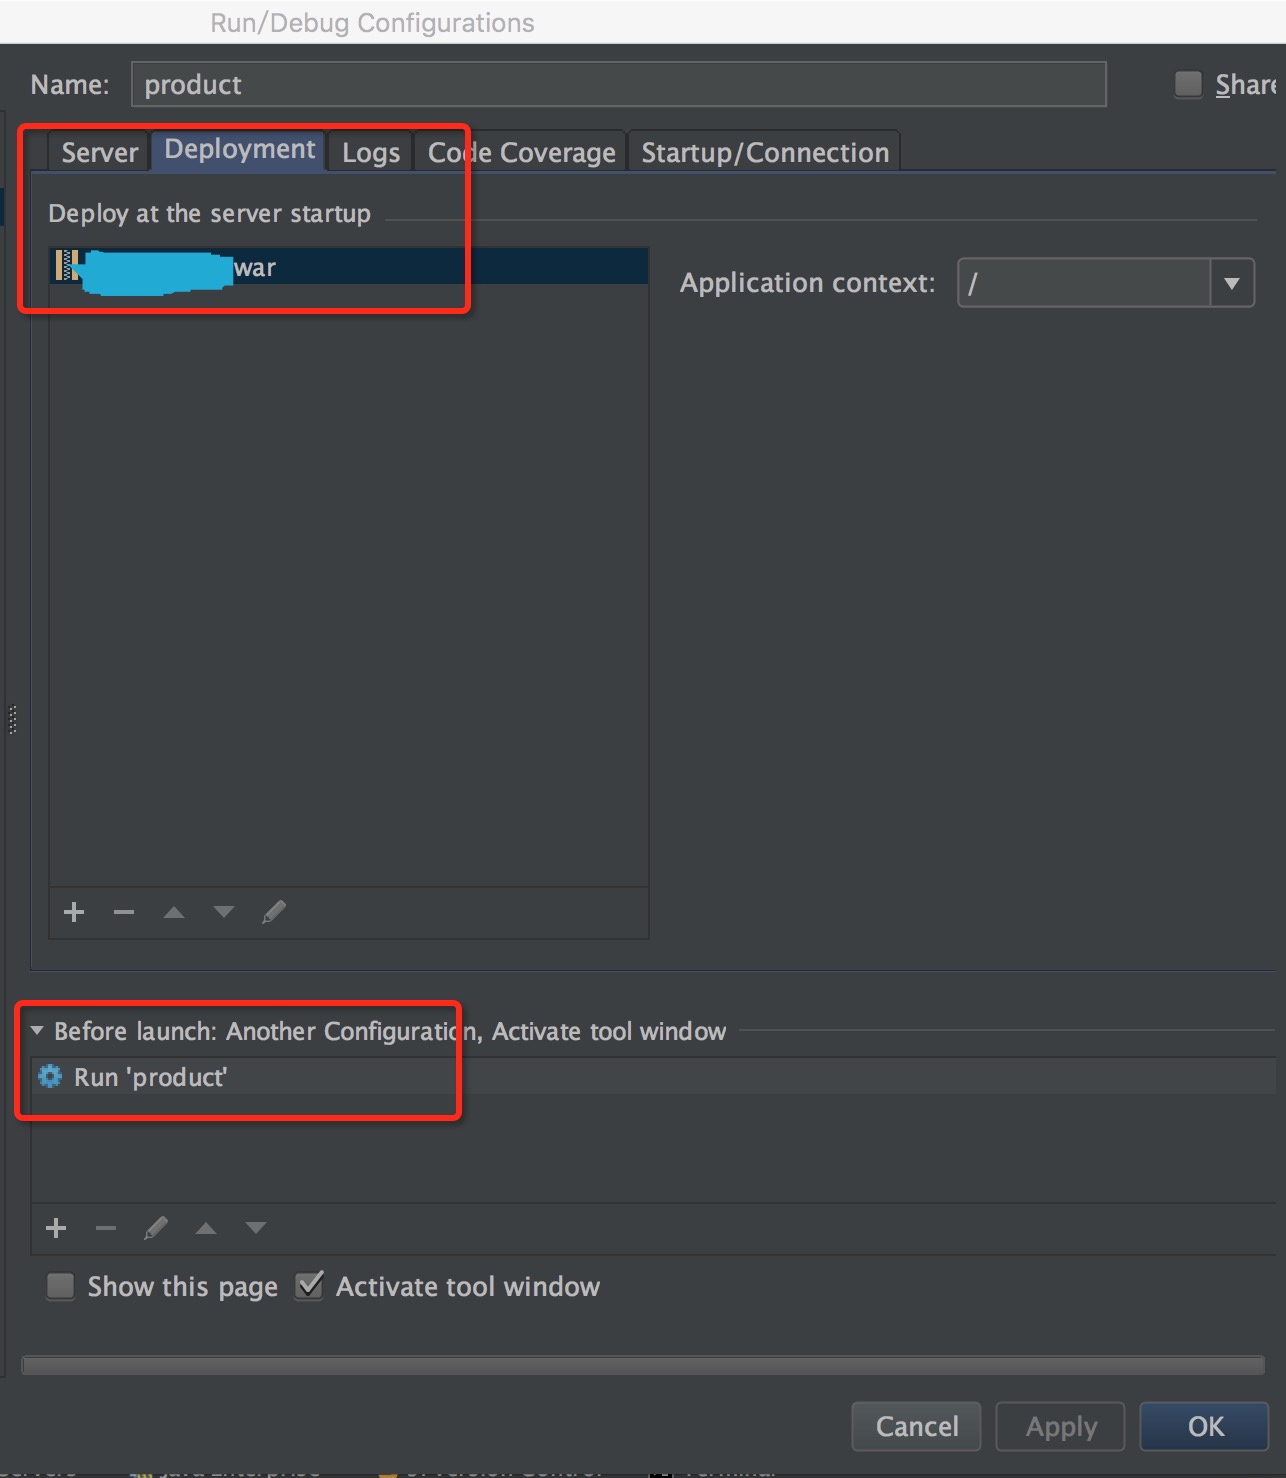 Run/Debug Configurations
Name: product Share
Server Deployment Logs Code Coverage Startup/Connection
Deploy at the server startup
war
Application context: /
Before launch: Another Configuration, Activate tool window
Run 'product'
Show this page Activate tool window
Cancel Apply OK